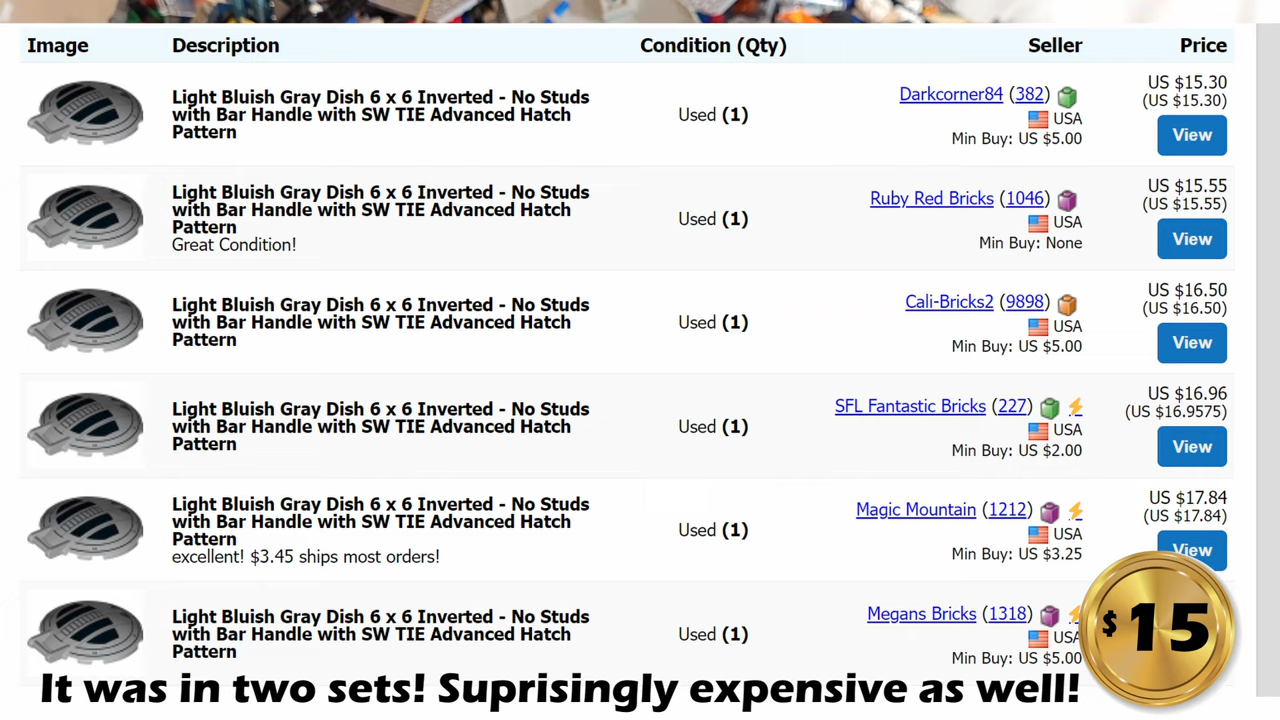 Image Description Condition (Qty) Seller Price
Light Bluish Gray Dish 6 x 6 Inverted - No Studs
with Bar Handle with SW TIE Advanced Hatch
Pattern
Used (1)
Darkcorner84 (382)
USA
Min Buy: US $5.00
US $15.30
(US $15.30)
View
Light Bluish Gray Dish 6 x 6 Inverted - No Studs
with Bar Handle with SW TIE Advanced Hatch
Pattern
Great Condition!
Used (1)
Ruby Red Bricks (1046)
USA
Min Buy: None
US $15.55
(US $15.55)
View
Light Bluish Gray Dish 6 x 6 Inverted - No Studs
with Bar Handle with SW TIE Advanced Hatch
Pattern
Used (1)
Cali-Bricks2 (9898)
USA
Min Buy: US $5.00
US $16.50
(US $16.50)
View
Light Bluish Gray Dish 6 x 6 Inverted - No Studs
with Bar Handle with SW TIE Advanced Hatch
Pattern
Used (1)
SFL Fantastic Bricks (227)
USA
Min Buy: US $2.00
US $16.96
(US $16.9575)
View
Light Bluish Gray Dish 6 x 6 Inverted - No Studs
with Bar Handle with SW TIE Advanced Hatch
Pattern
excellent! $3.45 ships most orders!
Used (1)
Magic Mountain (1212)
USA
Min Buy: US $3.25
US $17.84
(US $17.84)
View
Light Bluish Gray Dish 6 x 6 Inverted - No Studs
with Bar Handle with SW TIE Advanced Hatch
Pattern
Used (1)
Megans Bricks (1318)
USA
Min Buy: US $5.00
$15
It was in two sets! Suprisingly expensive as well!